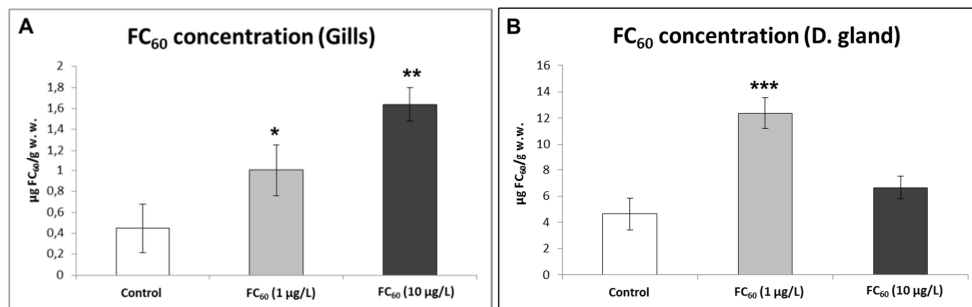 A
FC60 concentration (Gills)
µg FC60/g w.w.
2
1,8
1,6
1,4
1,2
1
0,8
0,6
0,4
0,2
0
*
**
Control
FC60 (1 µg/L)
FC60 (10 µg/L)
B
FC60 concentration (D. gland)
µg FC60/g w.w.
16
14
12
10
8
6
4
2
0
***
Control
FC60 (1 µg/L)
FC60 (10 µg/L)